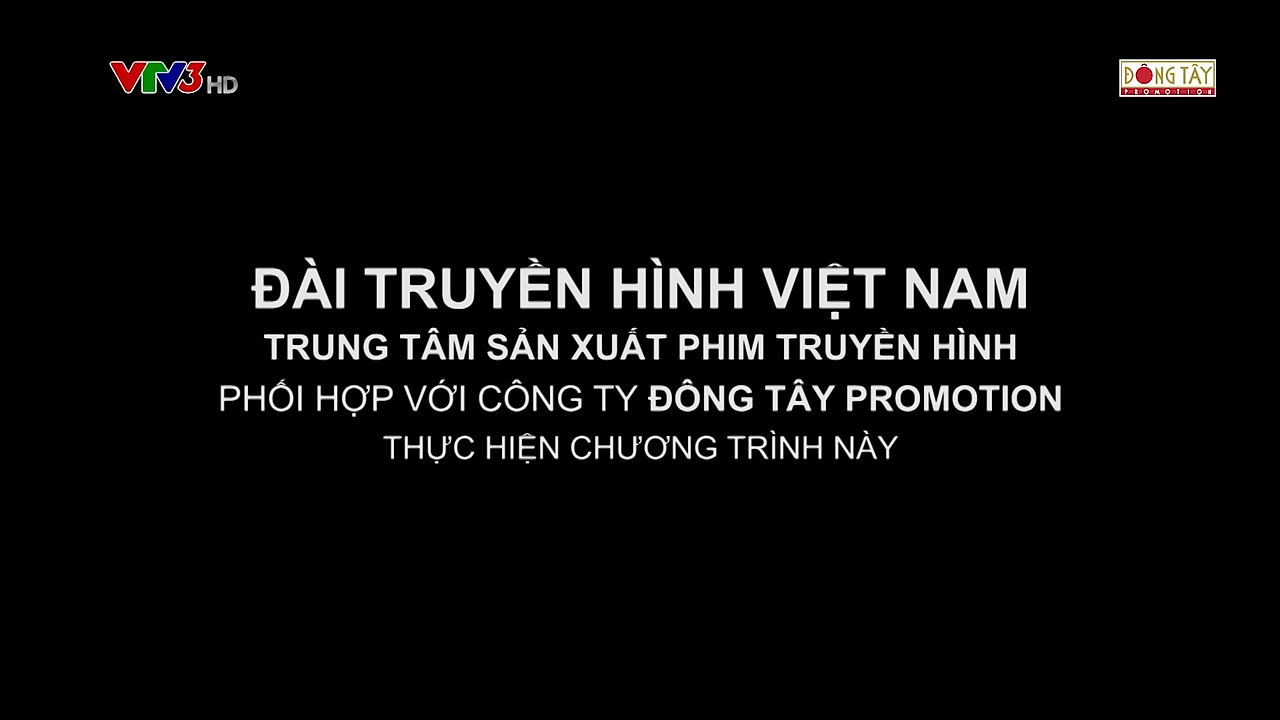 VTV3 HD
ĐÔNG TÂY
PROMOTION
ĐÀI TRUYỀN HÌNH VIỆT NAM
TRUNG TÂM SẢN XUẤT PHIM TRUYỀN HÌNH
PHỐI HỢP VỚI CÔNG TY ĐÔNG TÂY PROMOTION
THỰC HIỆN CHƯƠNG TRÌNH NÀY